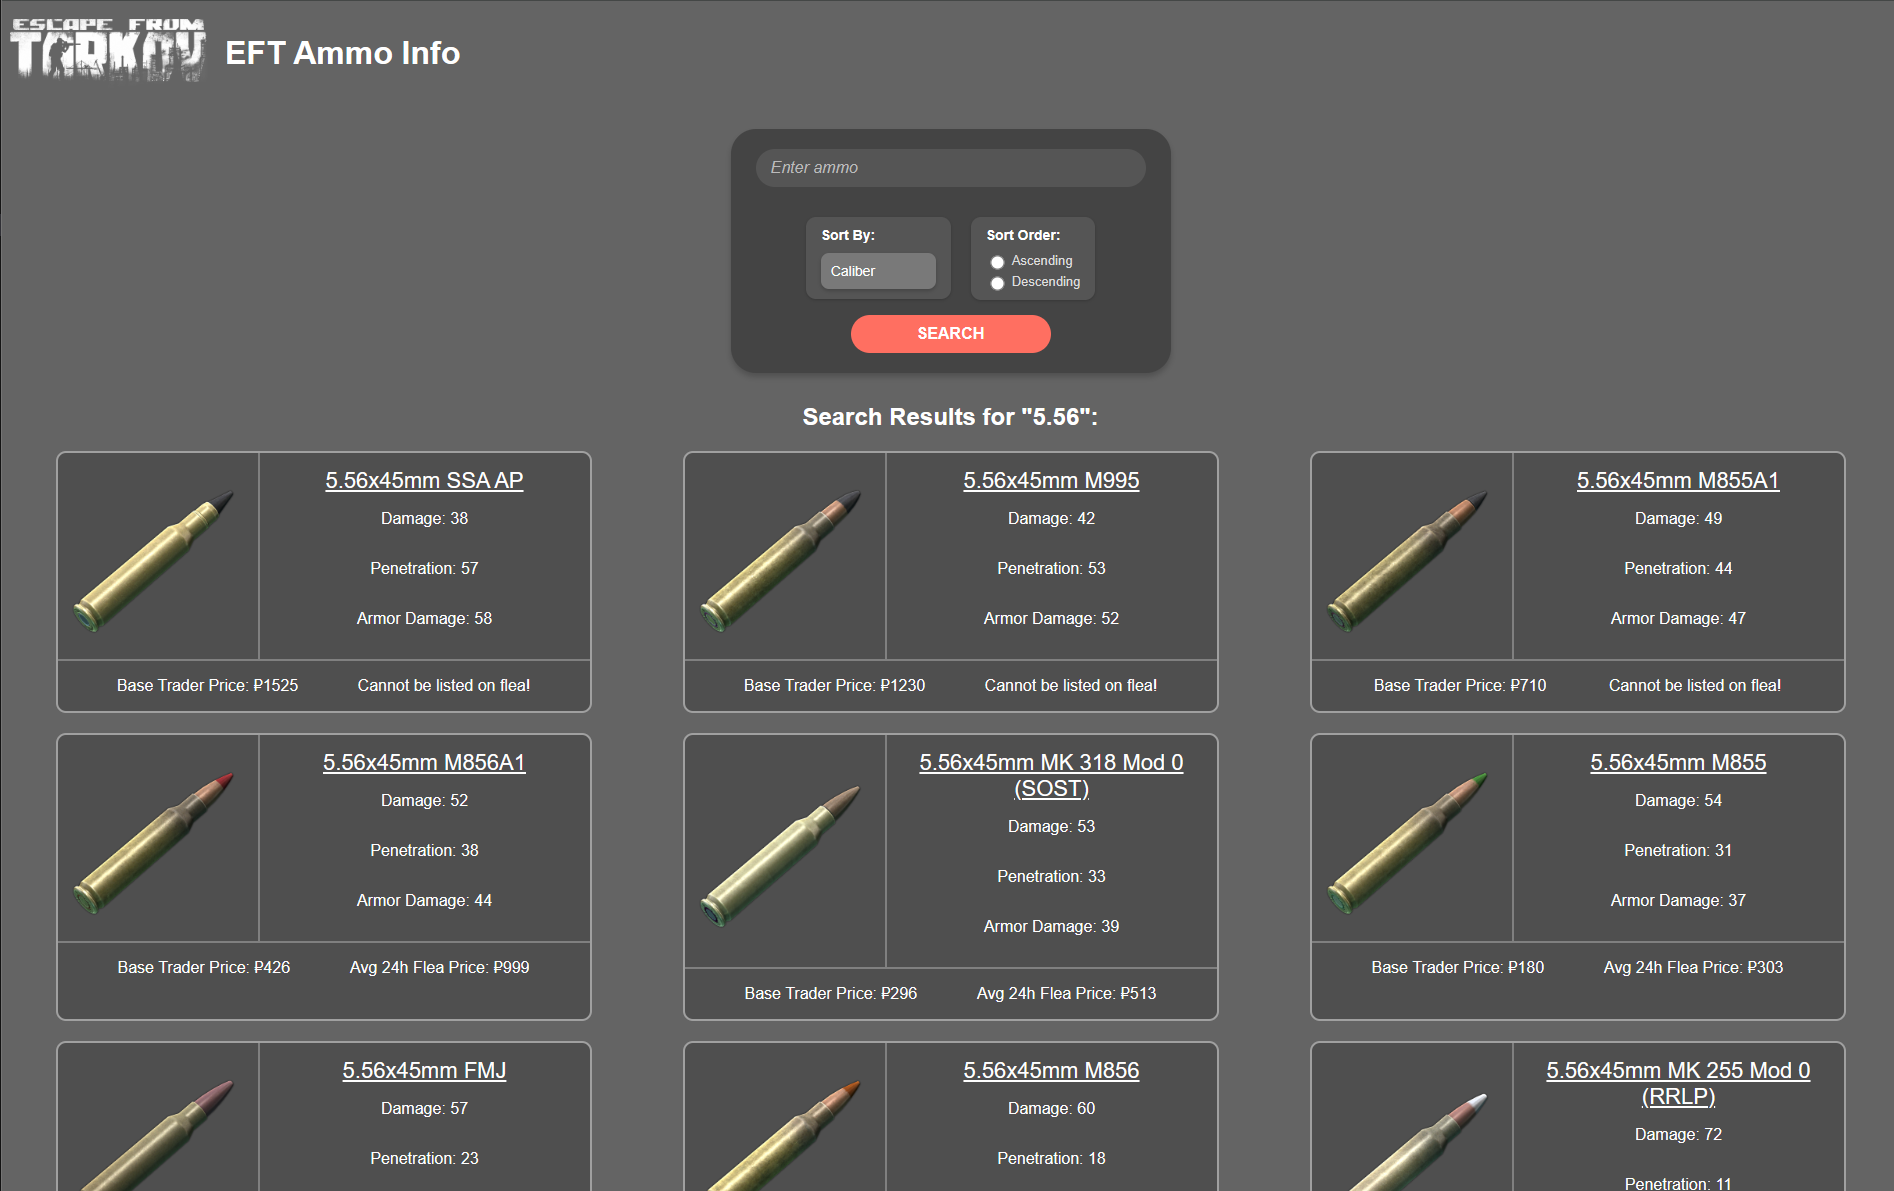 ESCAPE FROM
TARKOV
EFT Ammo Info
Enter ammo
Sort By:
Caliber
Sort Order:
Ascending
Descending
SEARCH
Search Results for "5.56":
5.56x45mm SSA AP
Damage: 38
Penetration: 57
Armor Damage: 58
Base Trader Price: ₽1525
Cannot be listed on flea!
5.56x45mm M995
Damage: 42
Penetration: 53
Armor Damage: 52
Base Trader Price: ₽1230
Cannot be listed on flea!
5.56x45mm M855A1
Damage: 49
Penetration: 44
Armor Damage: 47
Base Trader Price: ₽710
Cannot be listed on flea!
5.56x45mm M856A1
Damage: 52
Penetration: 38
Armor Damage: 44
Base Trader Price: ₽426
Avg 24h Flea Price: ₽999
5.56x45mm MK 318 Mod 0
(SOST)
Damage: 53
Penetration: 33
Armor Damage: 39
Base Trader Price: ₽296
Avg 24h Flea Price: ₽513
5.56x45mm M855
Damage: 54
Penetration: 31
Armor Damage: 37
Base Trader Price: ₽180
Avg 24h Flea Price: ₽303
5.56x45mm FMJ
Damage: 57
Penetration: 23
5.56x45mm M856
Damage: 60
Penetration: 18
5.56x45mm MK 255 Mod 0
(RRLP)
Damage: 72
Penetration: 11